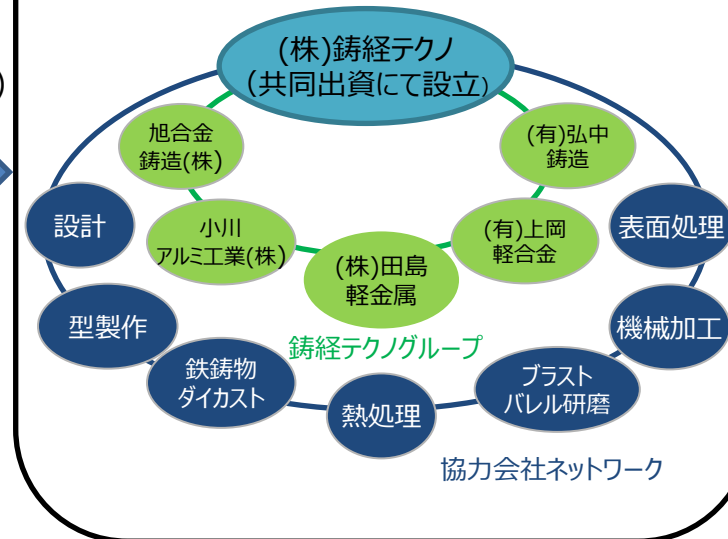 (株)鋳経テクノ
(共同出資にて設立)
)
旭合金
鋳造(株)
(有)弘中
鋳造
設計
小川
アルミ工業(株)
(株)田島
軽金属
(有)上岡
軽合金
表面処理
型製作
鋳経テクノグループ
機械加工
鉄鋳物
ダイカスト
熱処理
ブラスト
バレル研磨
協力会社ネットワーク